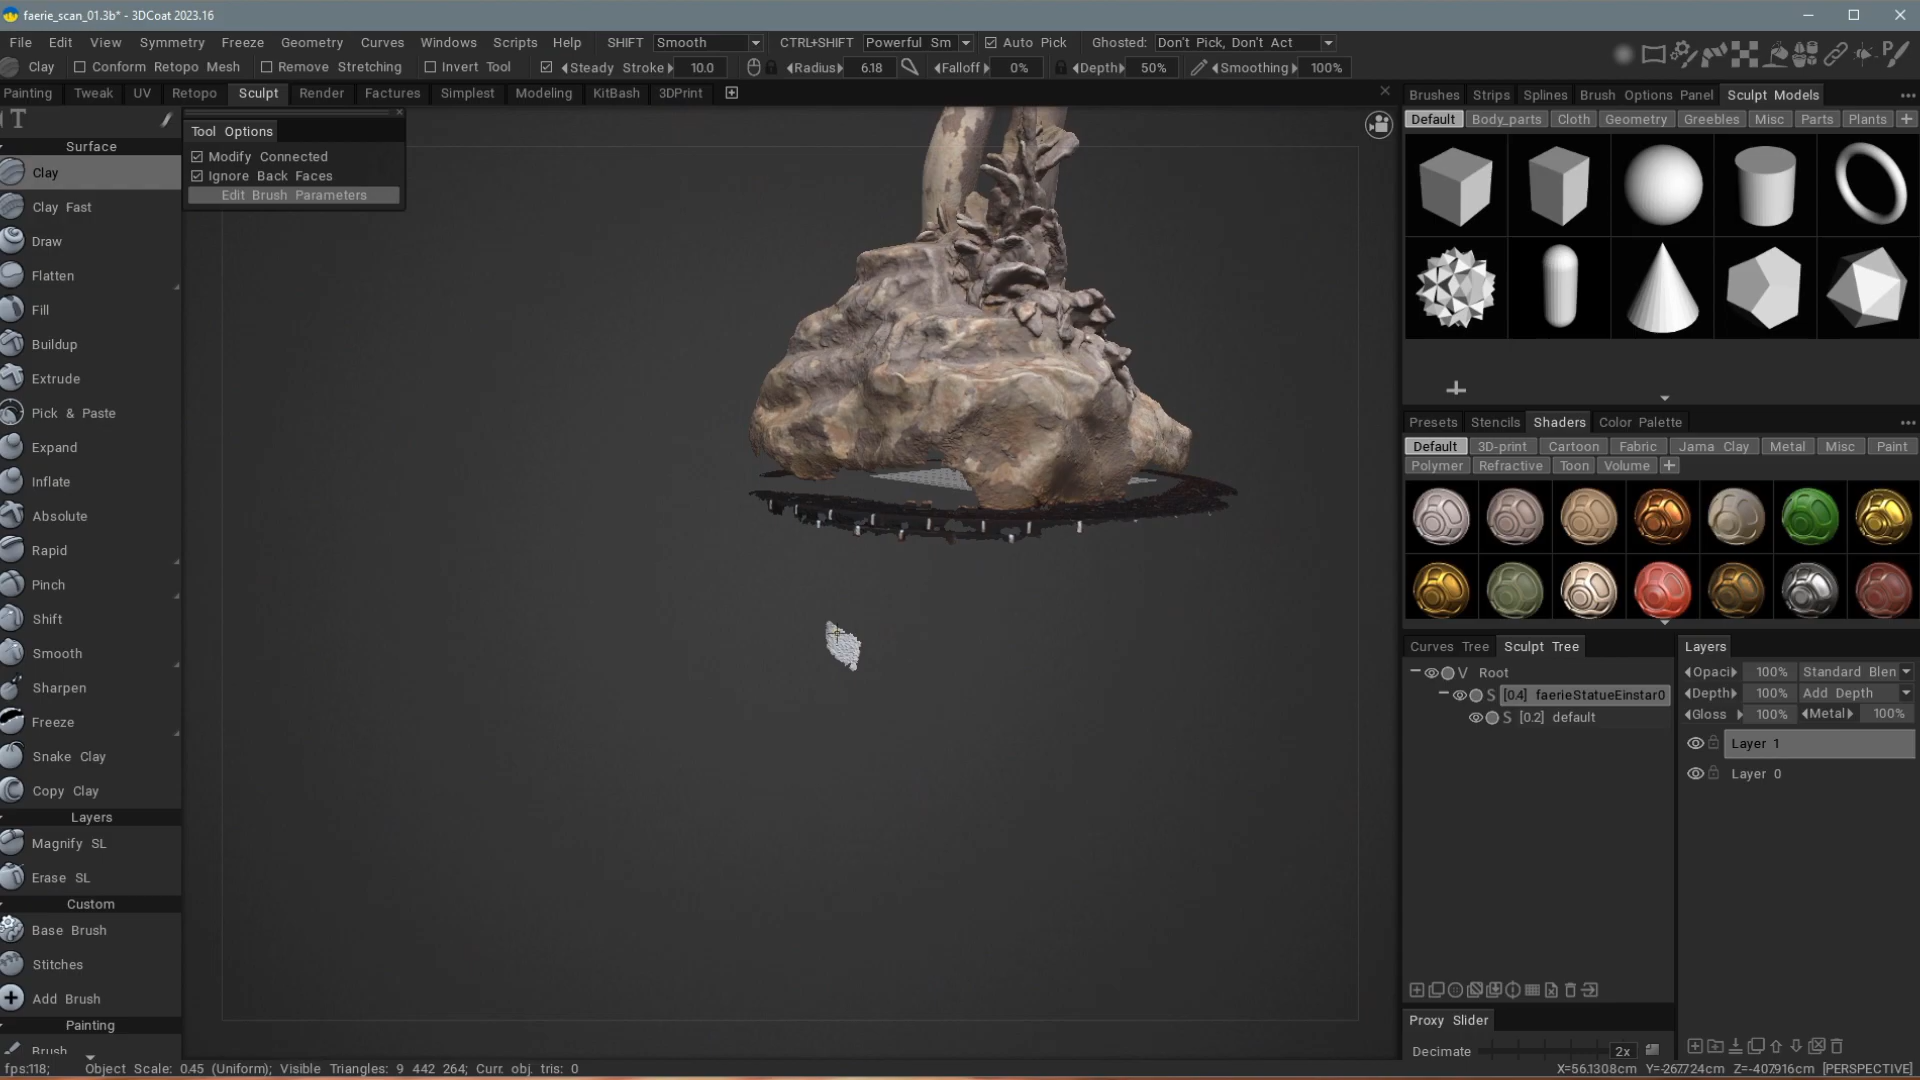 faerie_scan_01.3b* - 3DCoat 2023.16
File Edit View Symmetry Freeze Geometry Curves Windows Scripts Help SHIFT Smooth CTRL+SHIFT Powerful Sm Auto Pick Ghosted: Don't Pick, Don't Act
Clay Conform Retopo Mesh Remove Stretching Invert Tool Steady Stroke 10.0 Radius 6.18 Falloff 0% Depth 50% Smoothing 100%
Painting Tweak UV Retopo Sculpt Render Factures Simplest Modeling KitBash 3DPrint
T
Surface
Clay
Clay Fast
Draw
Flatten
Fill
Buildup
Extrude
Pick & Paste
Expand
Inflate
Absolute
Rapid
Pinch
Shift
Smooth
Sharpen
Freeze
Snake Clay
Copy Clay
Layers
Magnify SL
Erase SL
Custom
Base Brush
Stitches
Add Brush
Painting
Brush
Tool Options
Modify Connected
Ignore Back Faces
Edit Brush Parameters
Brushes Strips Splines Brush Options Panel Sculpt Models
Default Body_parts Cloth Geometry Greebles Misc Parts Plants
Presets Stencils Shaders Color Palette
Default 3D-print Cartoon Fabric Jama Clay Metal Misc Paint
Polymer Refractive Toon Volume
Curves Tree Sculpt Tree
V Root
S [0.4] faerieStatueEinstar0
S [0.2] default
Proxy Slider
Decimate 2x
Layers
Opaci 100% Standard Blen
Depth 100% Add Depth
Gloss 100% Metal 100%
Layer 1
Layer 0
fps:118; Object Scale: 0.45 (Uniform); Visible Triangles: 9 442 264; Curr. obj. tris: 0
X=56.1308cm Y=-26.7724cm Z=-40.7916cm [PERSPECTIVE]